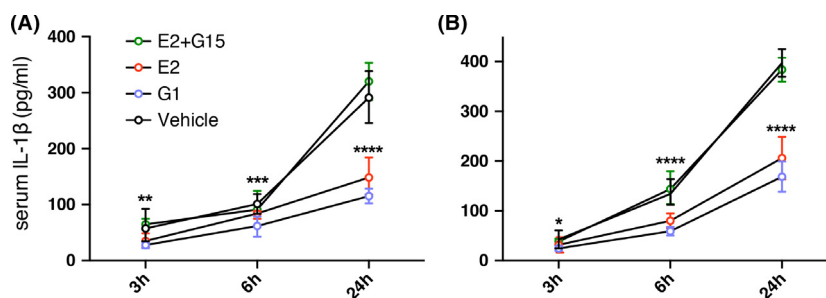 (A)
serum IL-1β (pg/ml)
400
300
200
100
0
E2+G15
E2
G1
Vehicle
**
***
****
3h
6h
24h
(B)
400
300
200
100
0
*
****
****
3h
6h
24h